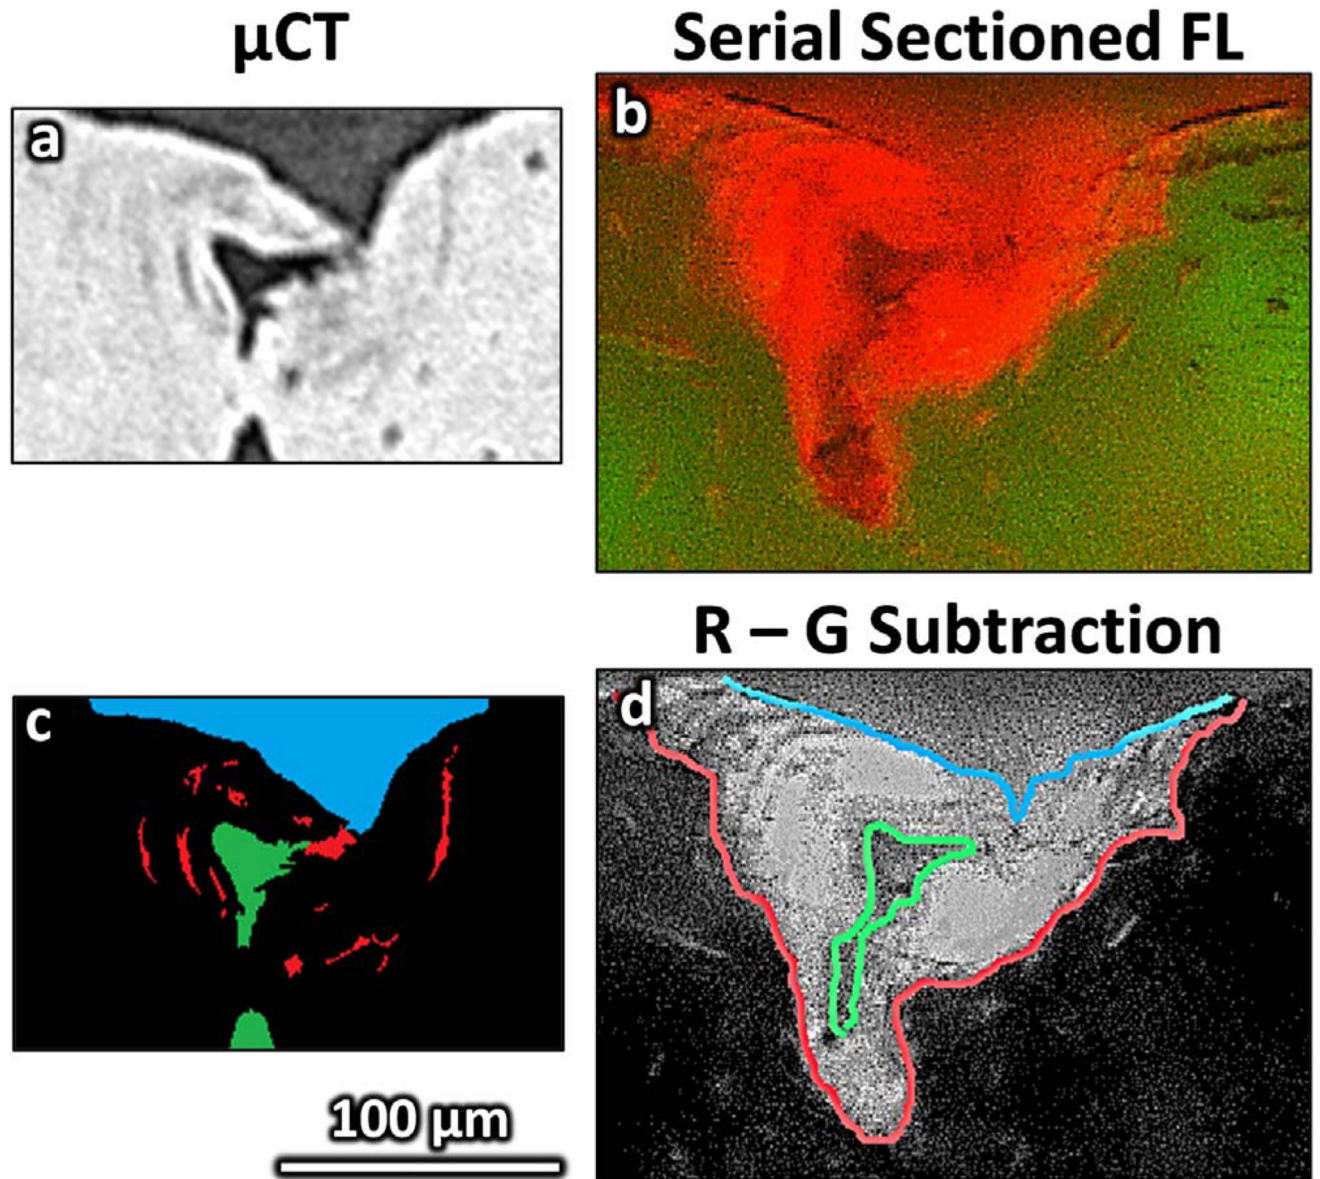 µCT
Serial Sectioned FL
a
b
R – G Subtraction
c
d
100 µm